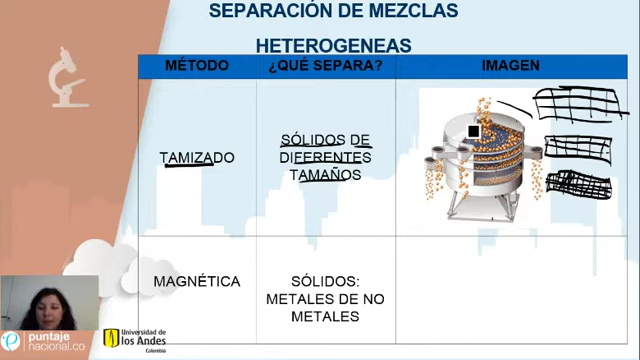 SEPARACIÓN DE MEZCLAS
HETEROGENEAS
MÉTODO
¿QUÉ SEPARA?
IMAGEN
TAMIZADO
SÓLIDOS DE
DIFERENTES
TAMAÑOS
MAGNÉTICA
SÓLIDOS:
METALES DE NO
METALES
puntaje
nacional.co
Universidad de
los Andes
Colombia